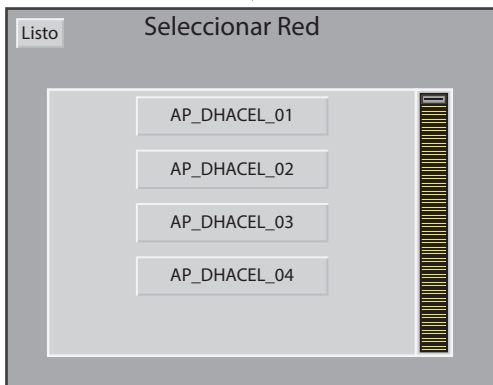 Seleccionar Red
Listo
AP_DHACEL_01
AP_DHACEL_02
AP_DHACEL_03
AP_DHACEL_04